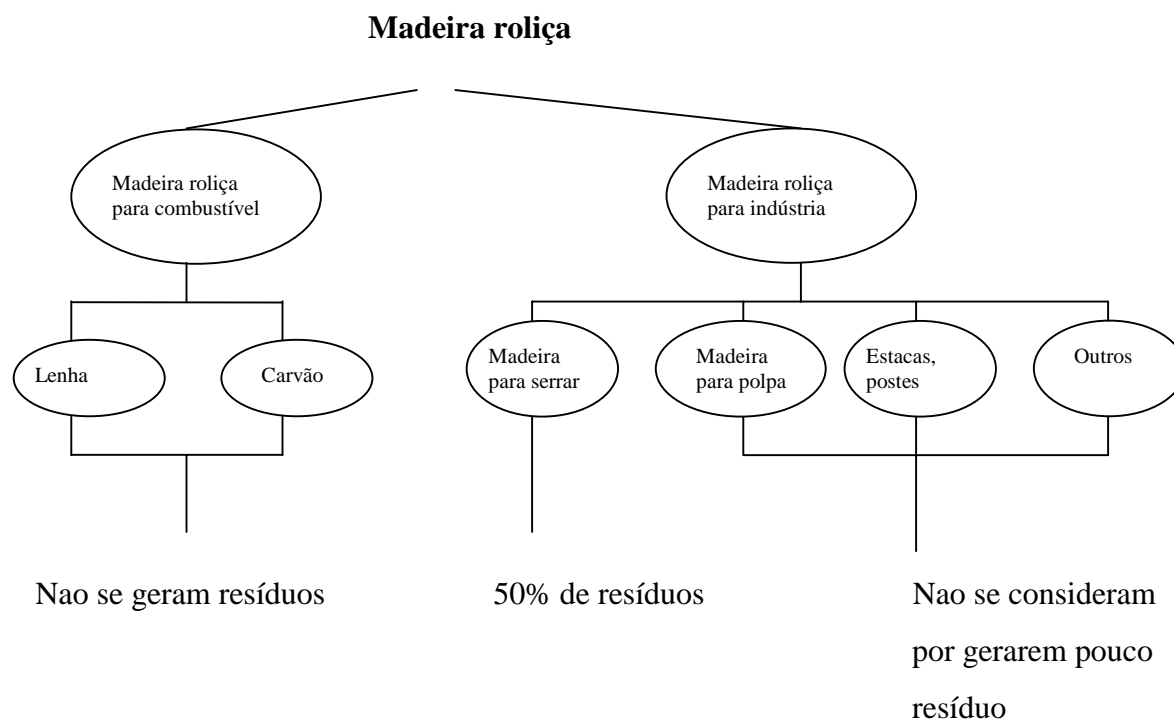 Madeira roliça
Madeira roliça
para combustível
Madeira roliça
para indústria
Lenha
Carvão
Madeira
para serrar
Madeira
para polpa
Estacas,
postes
Outros
Nao se geram resíduos
50% de resíduos
Nao se consideram
por gerarem pouco
resíduo